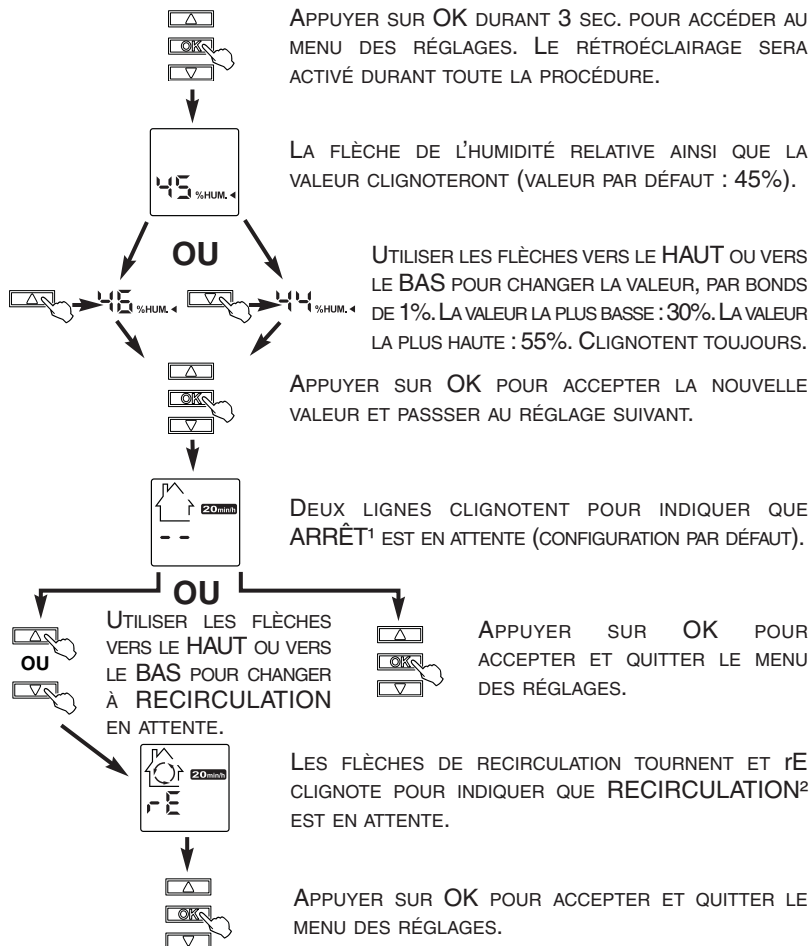 APPUYER SUR OK DURANT 3 SEC. POUR ACCÉDER AU
MENU DES RÉGLAGES. LE RÉTROÉCLAIRAGE SERA
ACTIVÉ DURANT TOUTE LA PROCÉDURE.
OK
LA FLÈCHE DE L'HUMIDITÉ RELATIVE AINSI QUE LA
VALEUR CLIGNOTERONT (VALEUR PAR DÉFAUT : 45%).
45 %HUM.
OU
UTILISER LES FLÈCHES VERS LE HAUT OU VERS
LE BAS POUR CHANGER LA VALEUR, PAR BONDS
DE 1%. LA VALEUR LA PLUS BASSE : 30%. LA VALEUR
LA PLUS HAUTE : 55%. CLIGNOTENT TOUJOURS.
46 %HUM.
44 %HUM.
APPUYER SUR OK POUR ACCEPTER LA NOUVELLE
VALEUR ET PASSSER AU RÉGLAGE SUIVANT.
OK
DEUX LIGNES CLIGNOTENT POUR INDIQUER QUE
ARRÊT¹ EST EN ATTENTE (CONFIGURATION PAR DÉFAUT).
20min/h
- -
OU
UTILISER LES FLÈCHES
VERS LE HAUT OU VERS
LE BAS POUR CHANGER
À RECIRCULATION
EN ATTENTE.
OU
OK
APPUYER SUR OK POUR
ACCEPTER ET QUITTER LE MENU
DES RÉGLAGES.
LES FLÈCHES DE RECIRCULATION TOURNENT ET rE
CLIGNOTE POUR INDIQUER QUE RECIRCULATION²
EST EN ATTENTE.
20min/h
rE
APPUYER SUR OK POUR ACCEPTER ET QUITTER LE
MENU DES RÉGLAGES.
OK